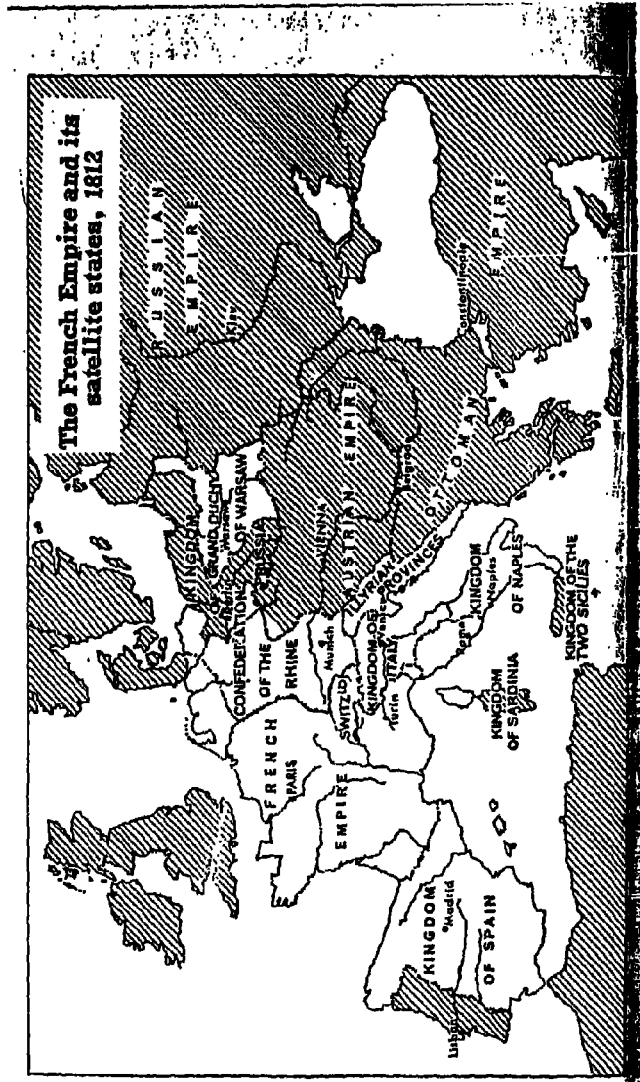 The French Empire and its
satellite states, 1812
RUSSIAN
EMPIRE
Kiev
KINGDOM
OF
PRUSSIA
GRAND DUCHY
OF WARSAW
Berlin
Warsaw
CONFEDERATION
OF THE
RHINE
Munich
VIENNA
AUSTRIAN EMPIRE
Belgrade
OTTOMAN
EMPIRE
Constantinople
ILLYRIAN
PROVINCES
FRENCH
PARIS
EMPIRE
SWITZ
KINGDOM OF
ITALY
Venice
Turin
Rome
KINGDOM
OF NAPLES
Naples
KINGDOM
OF SARDINIA
KINGDOM OF THE
TWO SICILIES
KINGDOM
Madrid
OF SPAIN
Lisbon